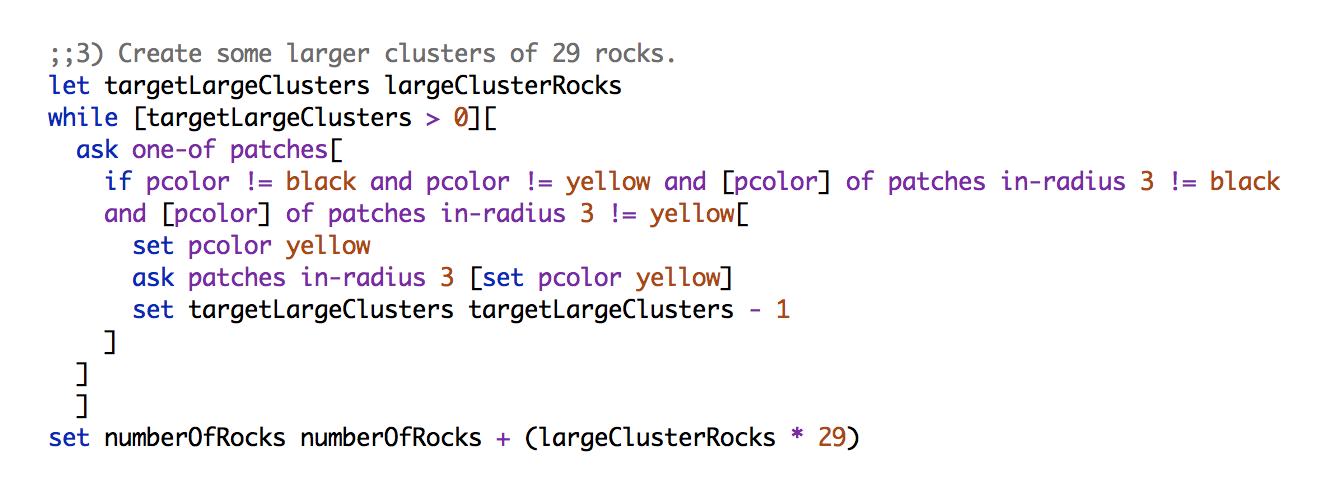 ;;3) Create some larger clusters of 29 rocks.
let targetLargeClusters largeClusterRocks
while [targetLargeClusters > 0][
ask one-of patches[
if pcolor != black and pcolor != yellow and [pcolor] of patches in-radius 3 != black
and [pcolor] of patches in-radius 3 != yellow[
set pcolor yellow
ask patches in-radius 3 [set pcolor yellow]
set targetLargeClusters targetLargeClusters - 1
]
]
]
set numberOfRocks numberOfRocks + (largeClusterRocks * 29)